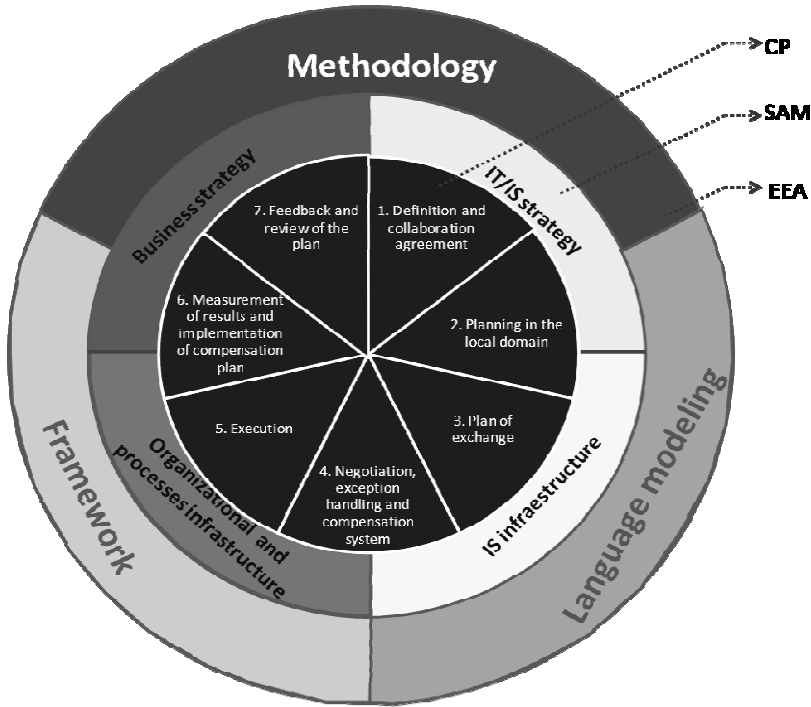 Methodology
CP
SAM
EEA
Business strategy
IT/IS strategy
7. Feedback and
review of the
plan
1. Definition and
collaboration
agreement
6. Measurement
of results and
implementation
of compensation
plan
2. Planning in the
local domain
5. Execution
3. Plan of
exchange
4. Negotiation,
exception
handling and
compensation
system
Organizational and
processes infrastructure
IS infraestructure
Framework
Language modeling